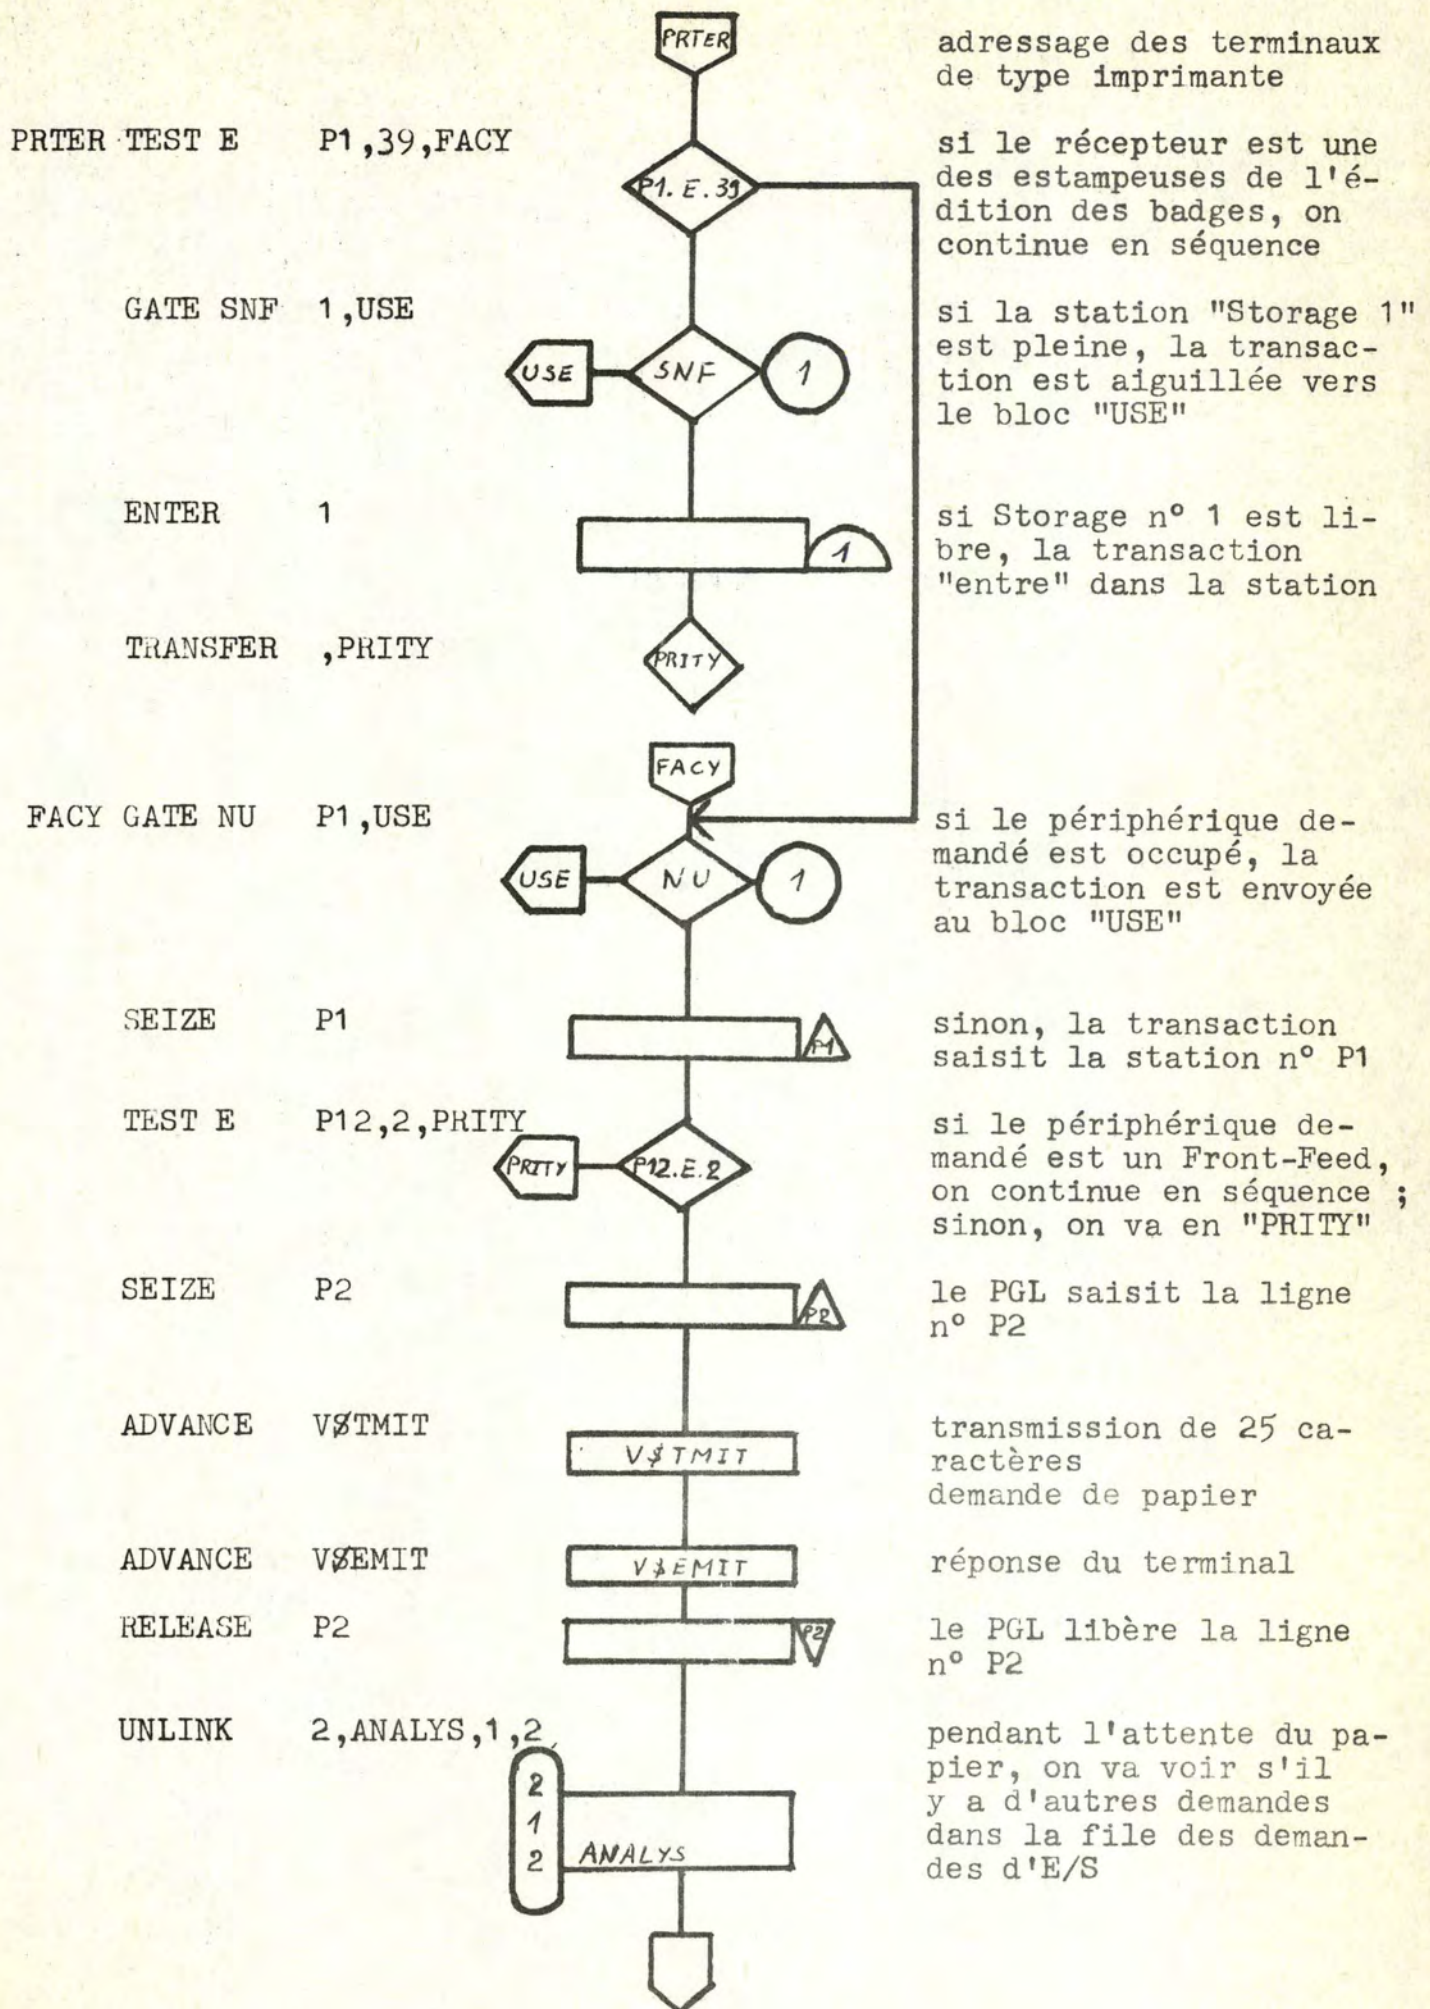 PRTER
adressage des terminaux
de type imprimante
PRTER TEST E P1,39,FACY
P1.E.39
si le récepteur est une
des estampeuses de l'é-
dition des badges, on
continue en séquence
GATE SNF 1,USE
USE
SNF
1
si la station "Storage 1"
est pleine, la transac-
tion est aiguillée vers
le bloc "USE"
ENTER 1
1
si Storage n° 1 est li-
bre, la transaction
"entre" dans la station
TRANSFER ,PRITY
PRITY
FACY
FACY GATE NU P1,USE
USE
NU
1
si le périphérique de-
mandé est occupé, la
transaction est envoyée
au bloc "USE"
SEIZE P1
P1
sinon, la transaction
saisit la station n° P1
TEST E P12,2,PRITY
PRITY
P12.E.2
si le périphérique de-
mandé est un Front-Feed,
on continue en séquence ;
sinon, on va en "PRITY"
SEIZE P2
P2
le PGL saisit la ligne
n° P2
ADVANCE V$TMIT
V$TMIT
transmission de 25 ca-
ractères
demande de papier
ADVANCE V$EMIT
V$EMIT
réponse du terminal
RELEASE P2
P2
le PGL libère la ligne
n° P2
UNLINK 2,ANALYS,1,2
2
1
2
ANALYS
pendant l'attente du pa-
pier, on va voir s'il
y a d'autres demandes
dans la file des deman-
des d'E/S